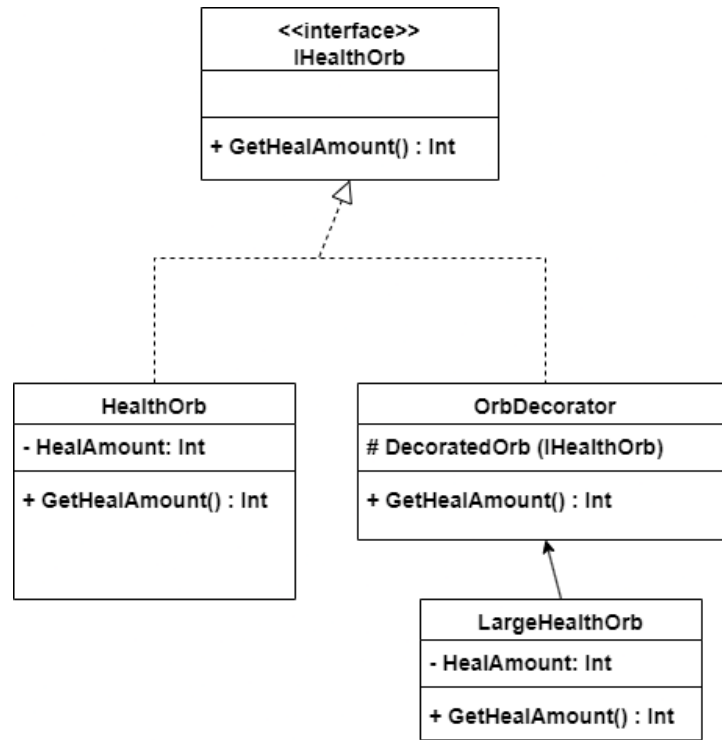 <<interface>>
IHealthOrb
+ GetHealAmount() : Int
HealthOrb
- HealAmount: Int
+ GetHealAmount() : Int
OrbDecorator
# DecoratedOrb (IHealthOrb)
+ GetHealAmount() : Int
LargeHealthOrb
- HealAmount: Int
+ GetHealAmount() : Int